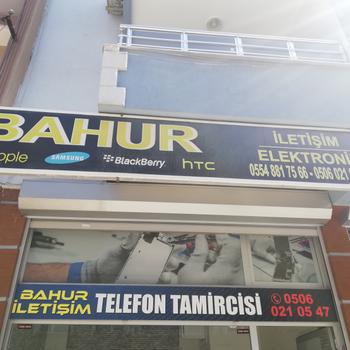 BAHUR
İLETİŞİM
ELEKTRONİ
pple SAMSUNG BlackBerry hTC
0554 881 75 66 - 0506 021
BAHUR İLETİŞİM
TELEFON TAMİRCİSİ
0506
021 05 47